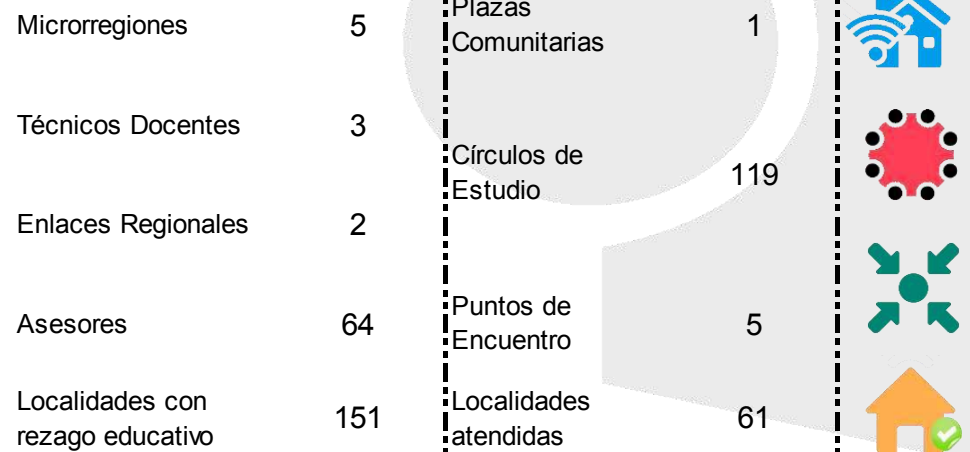 Microrregiones 5
Técnicos Docentes 3
Enlaces Regionales 2
Asesores 64
Localidades con
rezago educativo 151
Plazas
Comunitarias 1
Círculos de
Estudio 119
Puntos de
Encuentro 5
Localidades
atendidas 61